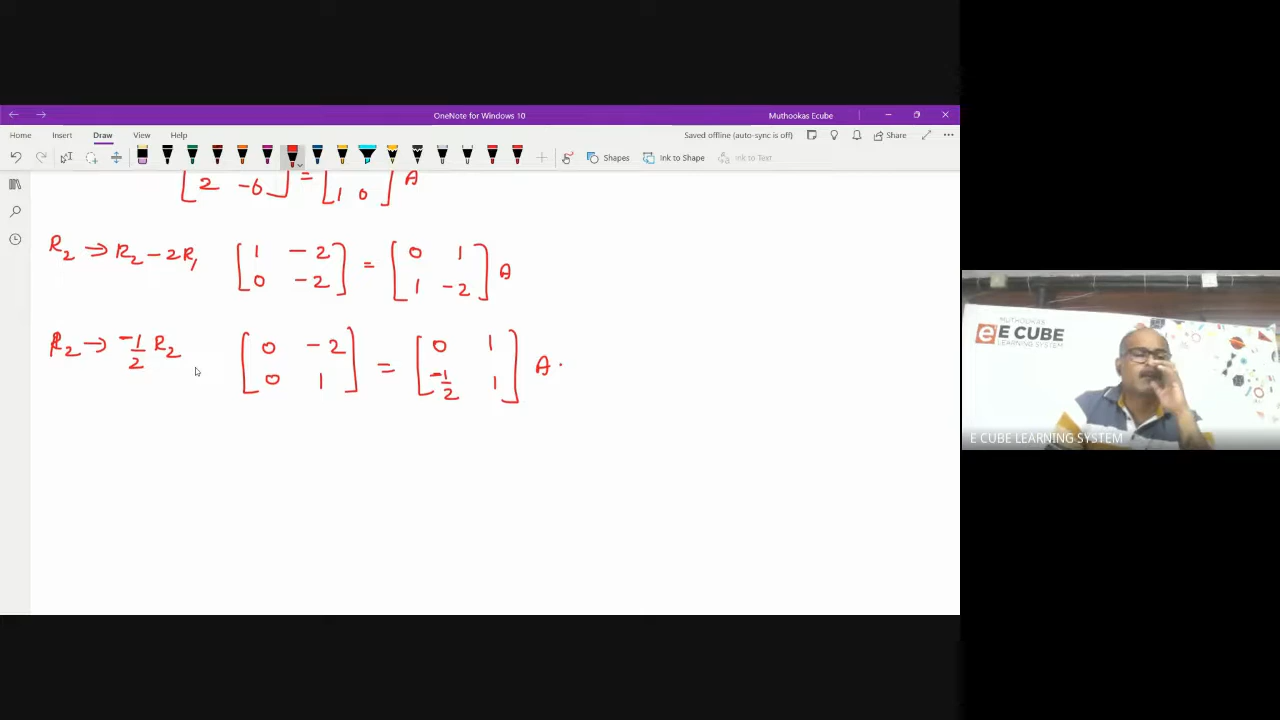 OneNote for Windows 10
Muthookas Ecube
Home Insert Draw View Help
Saved offline (auto-sync is off)
Share
Shapes
Ink to Shape
Ink to Text
[2 -6] = [1 0] A
R₂ → R₂ - 2R₁ [1 -2] = [0 1] A
[0 -2] [1 -2]
R₂ → -1/2 R₂ [0 -2] = [0 1] A.
[0 1] [-1/2 1]
MUTHOOKAS
e E CUBE
LEARNING SYSTEM
E CUBE LEARNING SYSTEM